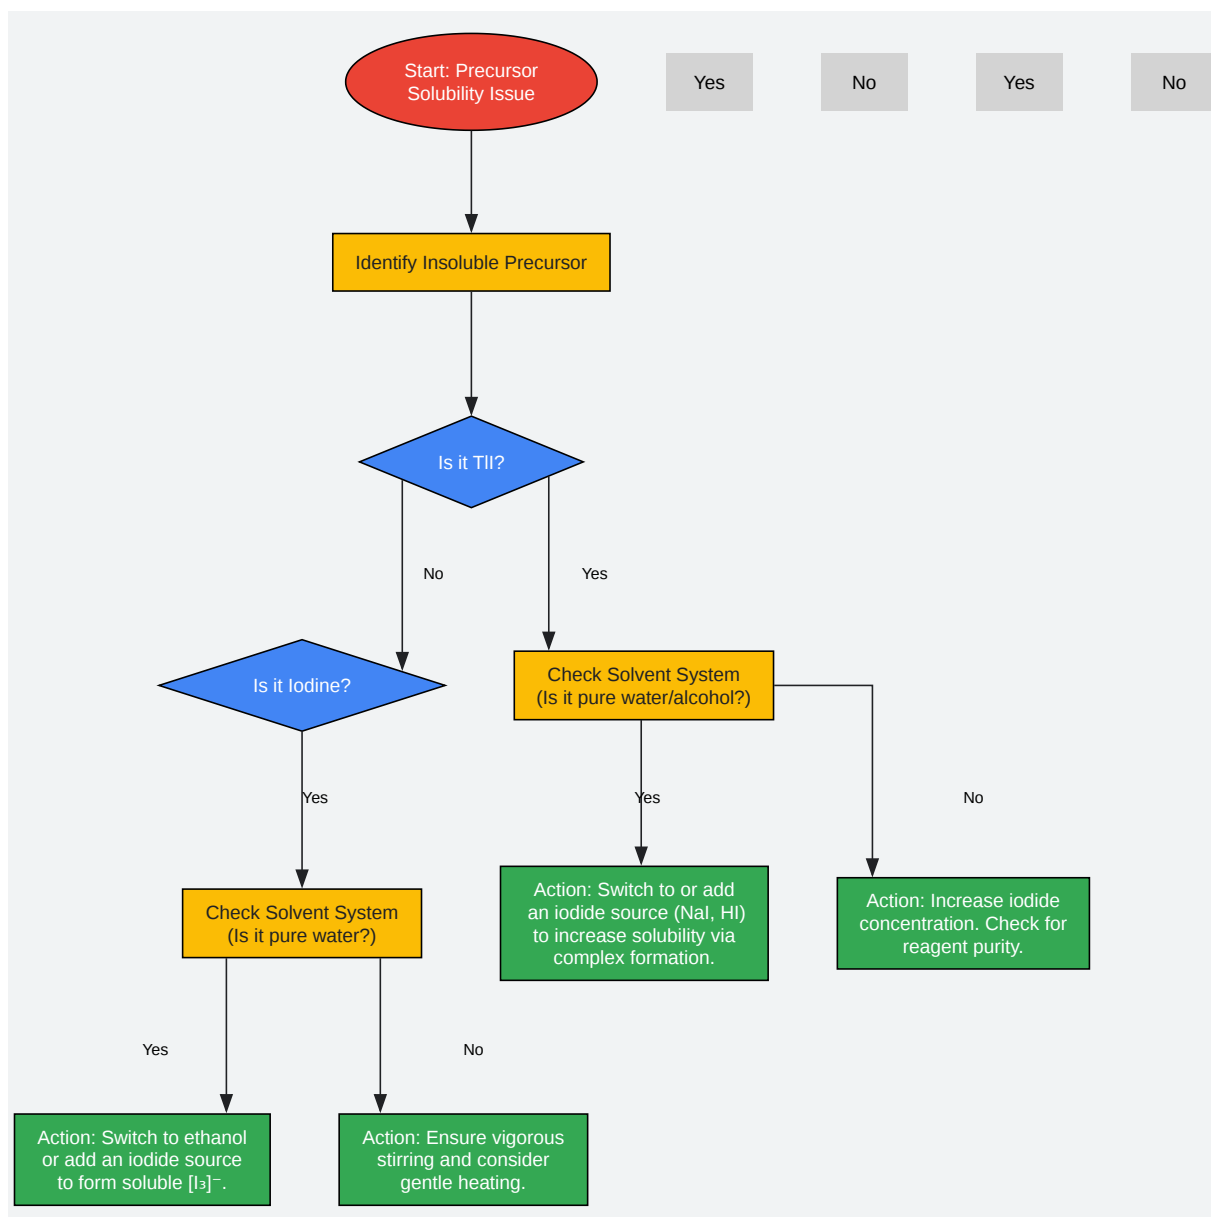 Start: Precursor
Solubility Issue
Yes
No
Yes
No
Identify Insoluble Precursor
Is it TlI?
No
Yes
Is it Iodine?
Check Solvent System
(Is it pure water/alcohol?)
Yes
Yes
No
Check Solvent System
(Is it pure water?)
Action: Switch to or add
an iodide source (NaI, HI)
to increase solubility via
complex formation.
Action: Increase iodide
concentration. Check for
reagent purity.
Yes
No
Action: Switch to ethanol
or add an iodide source
to form soluble [I₃]⁻.
Action: Ensure vigorous
stirring and consider
gentle heating.